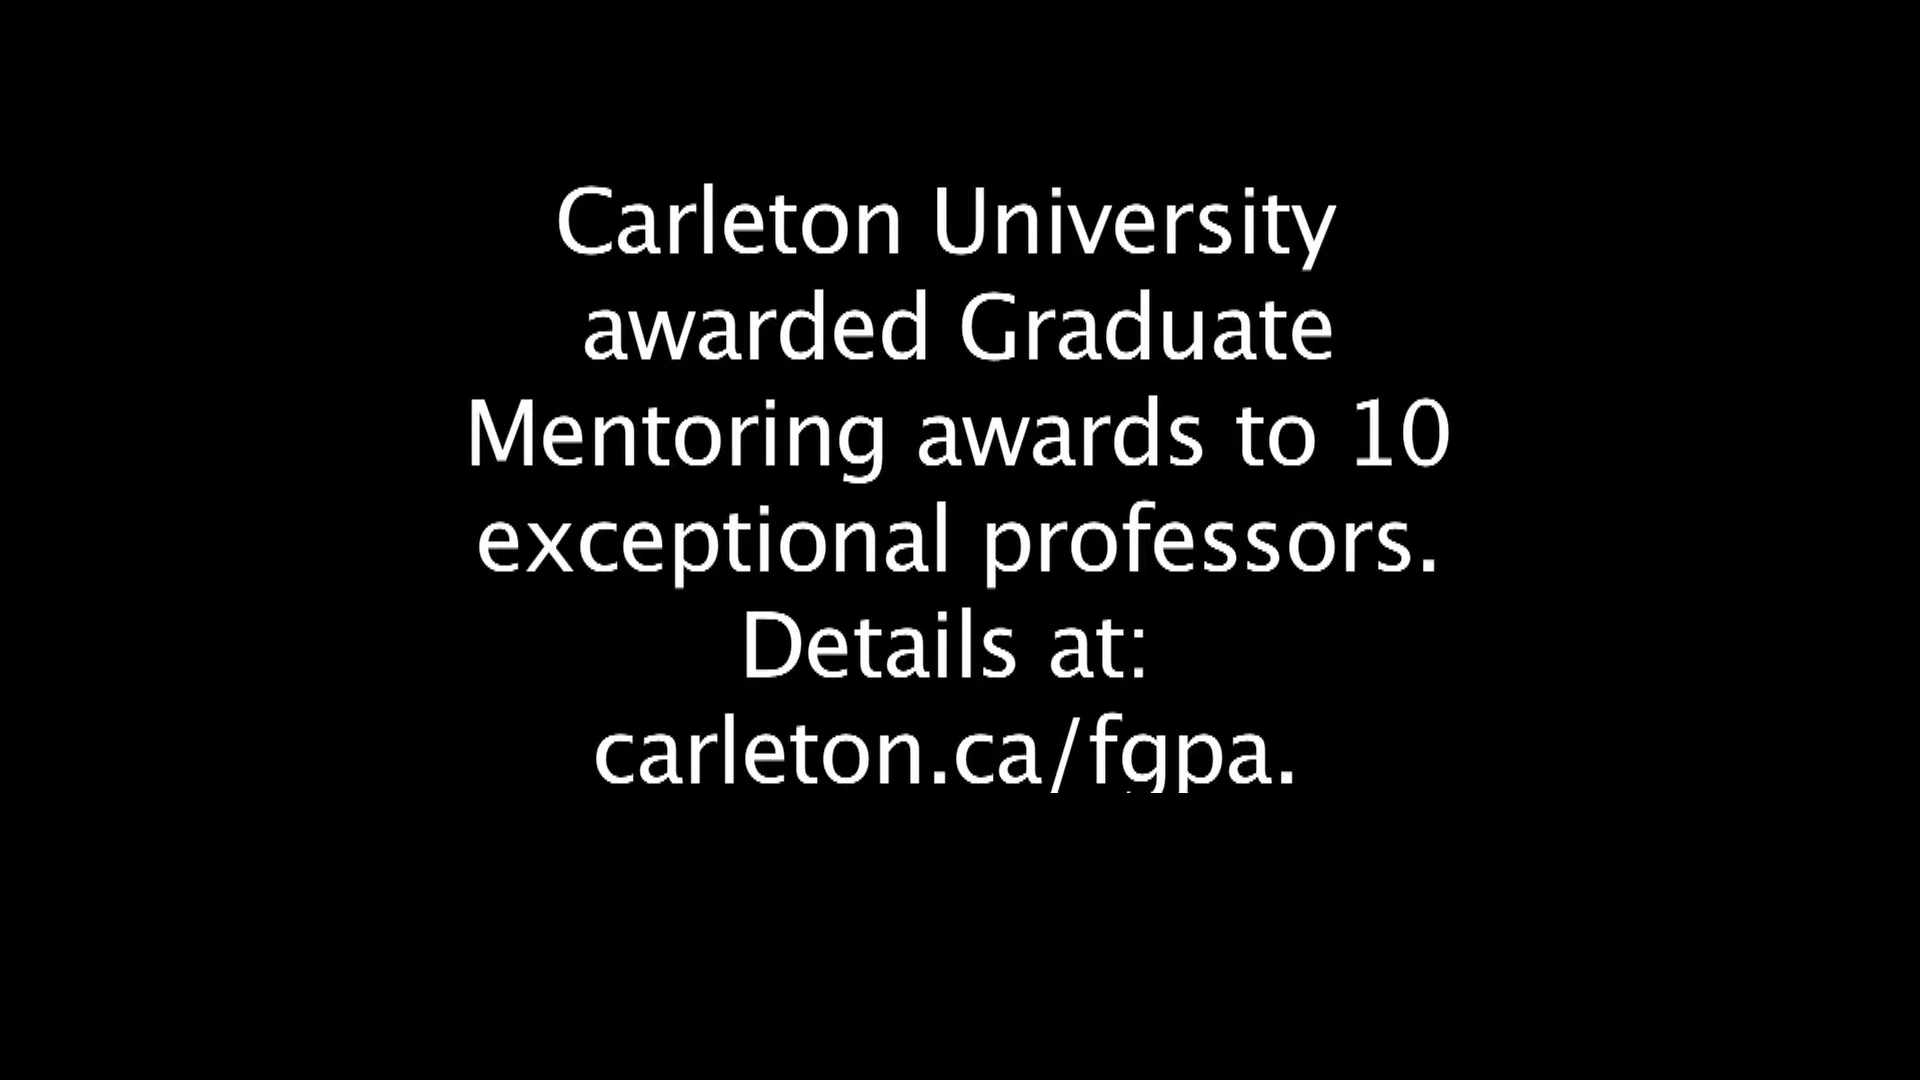 Carleton University
awarded Graduate
Mentoring awards to 10
exceptional professors.
Details at:
carleton.ca/fgpa.